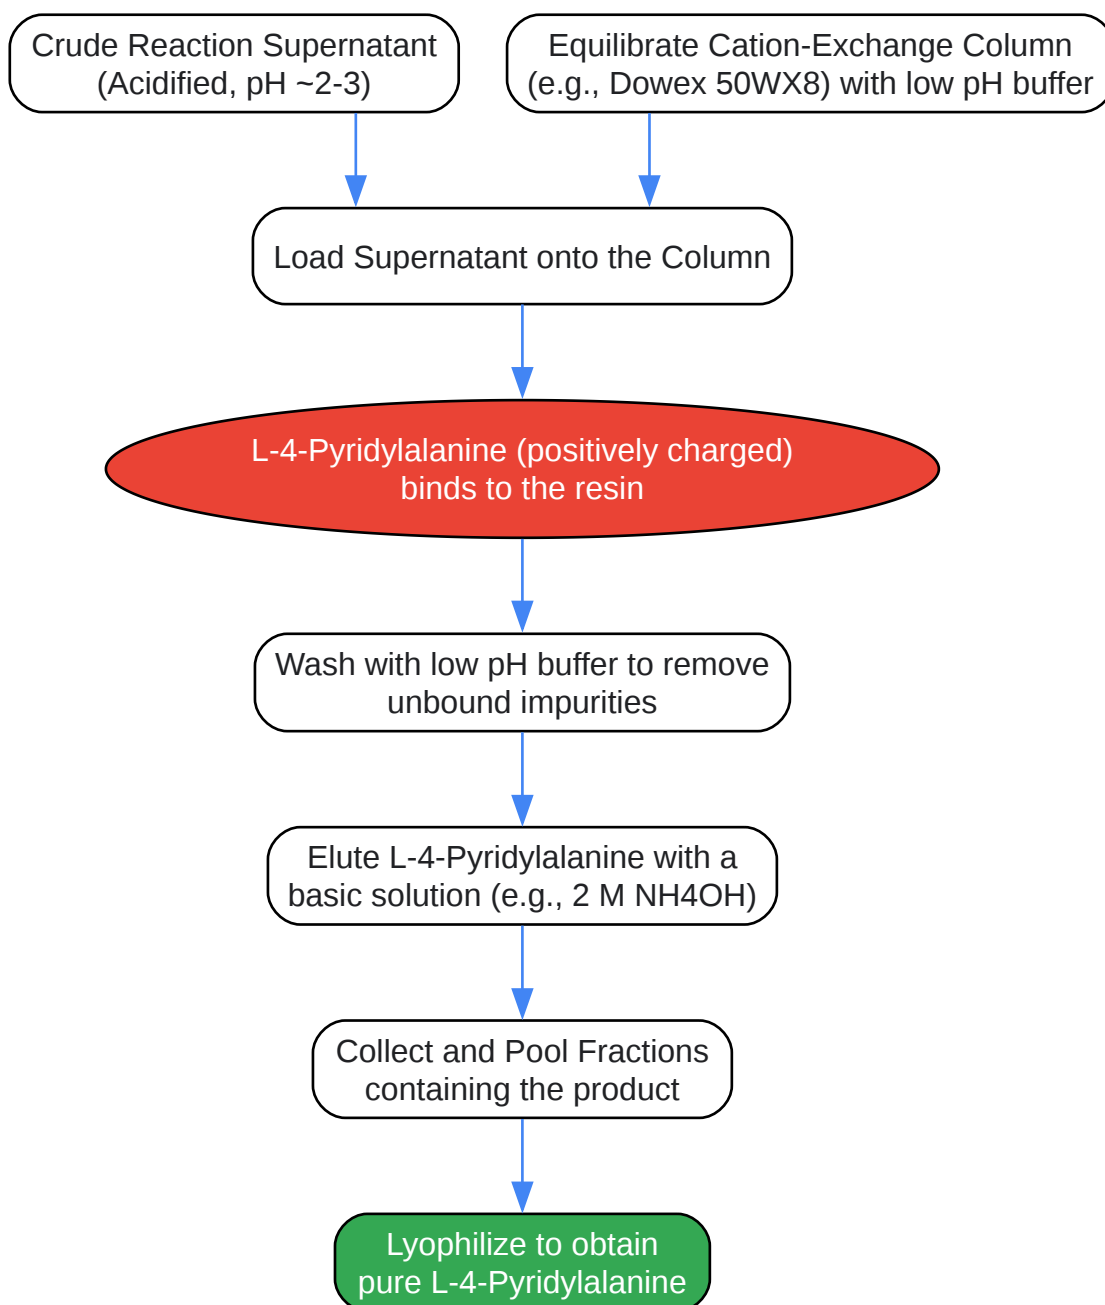 Crude Reaction Supernatant
(Acidified, pH ~2-3)
Equilibrate Cation-Exchange Column
(e.g., Dowex 50WX8) with low pH buffer
Load Supernatant onto the Column
L-4-Pyridylalanine (positively charged)
binds to the resin
Wash with low pH buffer to remove
unbound impurities
Elute L-4-Pyridylalanine with a
basic solution (e.g., 2 M NH4OH)
Collect and Pool Fractions
containing the product
Lyophilize to obtain
pure L-4-Pyridylalanine